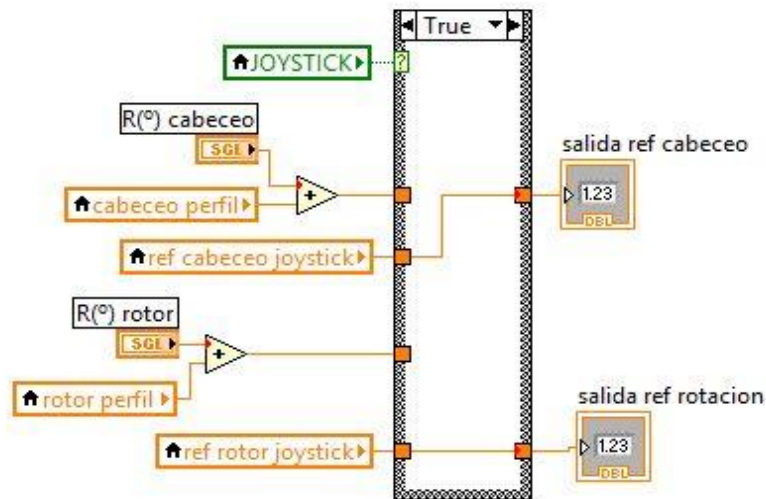 True
JOYSTICK
?
R(º) cabeceo
SGL
salida ref cabeceo
+
1.23
cabeceo perfil
DBL
ref cabeceo joystick
R(º) rotor
SGL
+
rotor perfil
salida ref rotacion
ref rotor joystick
1.23
DBL